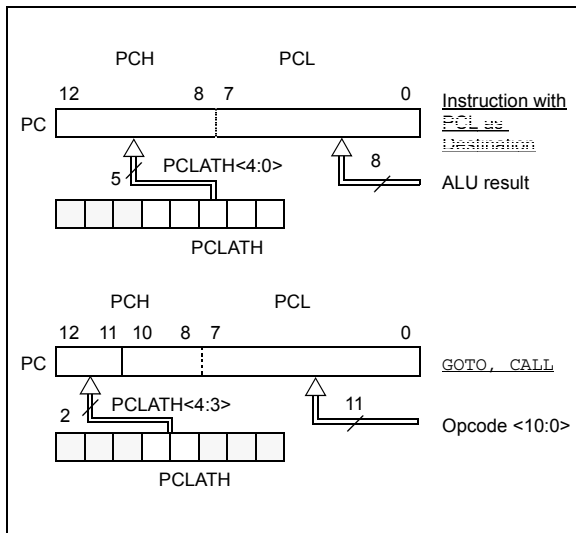 PCH PCL
12 8 7 0
PC
Instruction with
PCL as
Destination
5 PCLATH<4:0>
8
ALU result
PCLATH
PCH PCL
12 11 10 8 7 0
PC
GOTO, CALL
2 PCLATH<4:3>
11
Opcode <10:0>
PCLATH